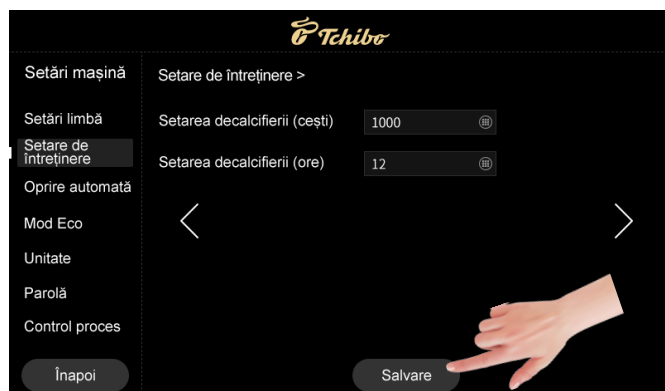 Tchibo
Setări mașină
Setare de întreținere >
Setări limbă
Setarea decalcifierii (cești)
1000
Setare de
întreținere
Setarea decalcifierii (ore)
12
Oprire automată
Mod Eco
Unitate
Parolă
Control proces
Înapoi
Salvare